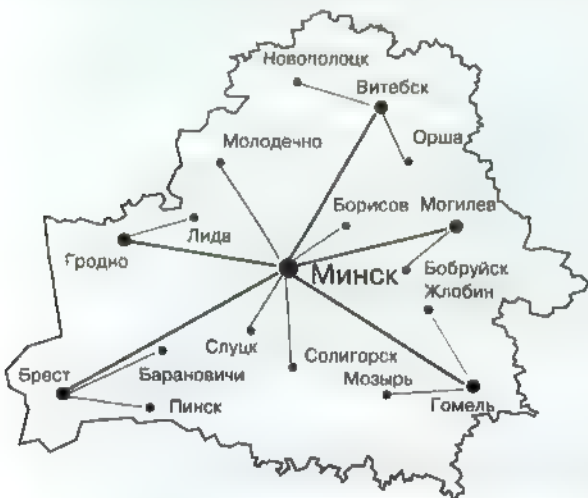 Новополоцк
Витебск
Молодечно
Орша
Борисов
Могилев
Лида
Гродно
Минск
Бобруйск
Жлобин
Слуцк
Солигорск
Брест
Барановичи
Мозырь
Пинск
Гомель